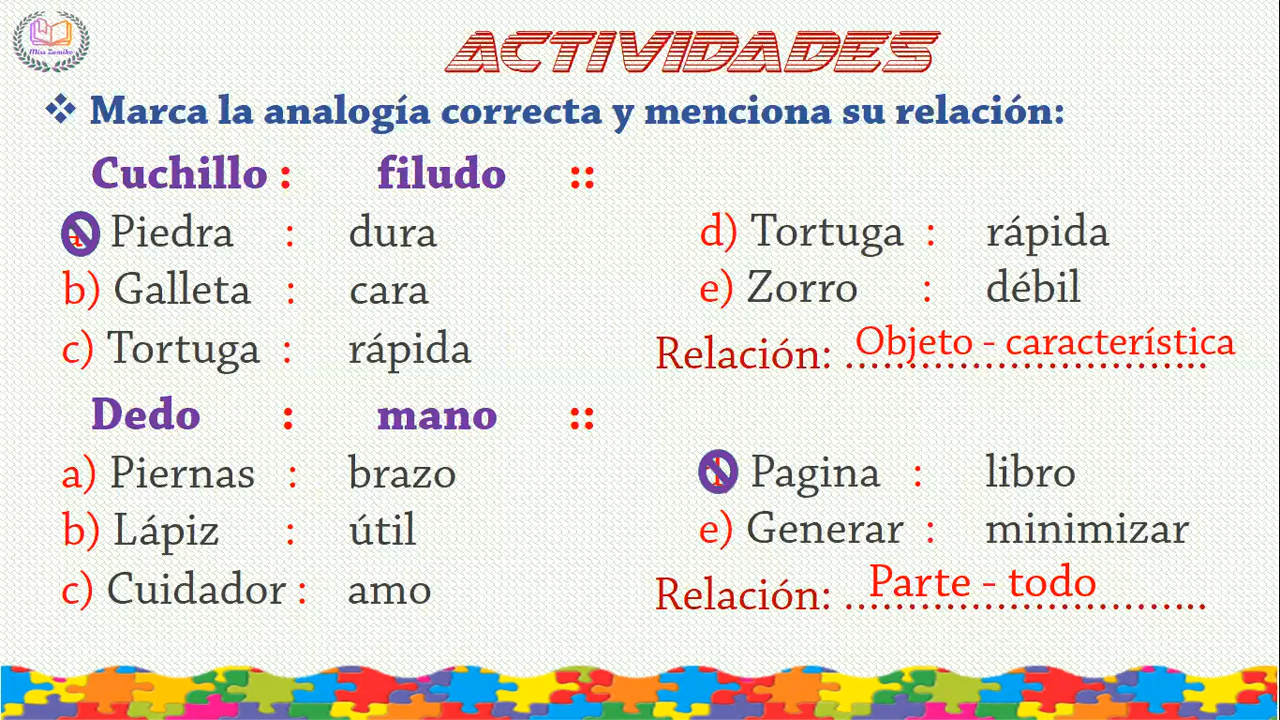 Miss Zumiko
ACTIVIDADES
❖ Marca la analogía correcta y menciona su relación:
Cuchillo : filudo ::
Piedra : dura
b) Galleta : cara
c) Tortuga : rápida
d) Tortuga : rápida
e) Zorro : débil
Relación: Objeto - característica
Dedo : mano ::
a) Piernas : brazo
b) Lápiz : útil
c) Cuidador : amo
Pagina : libro
e) Generar : minimizar
Relación: Parte - todo